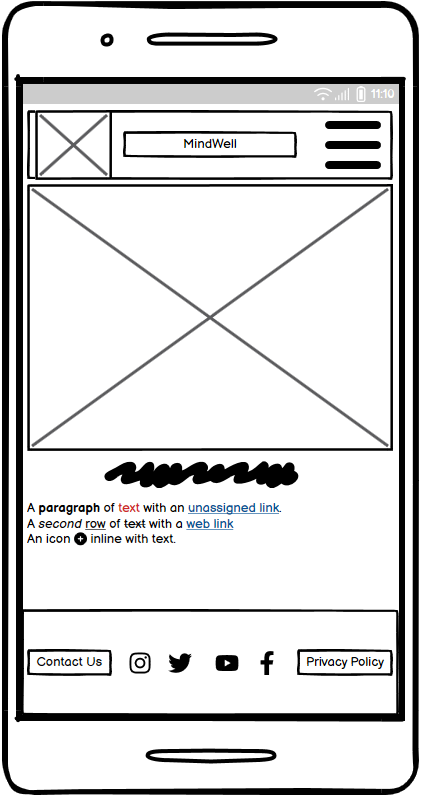 11:10
MindWell
A paragraph of text with an unassigned link.
A second row of text with a web link
An icon inline with text.
Contact Us
Privacy Policy